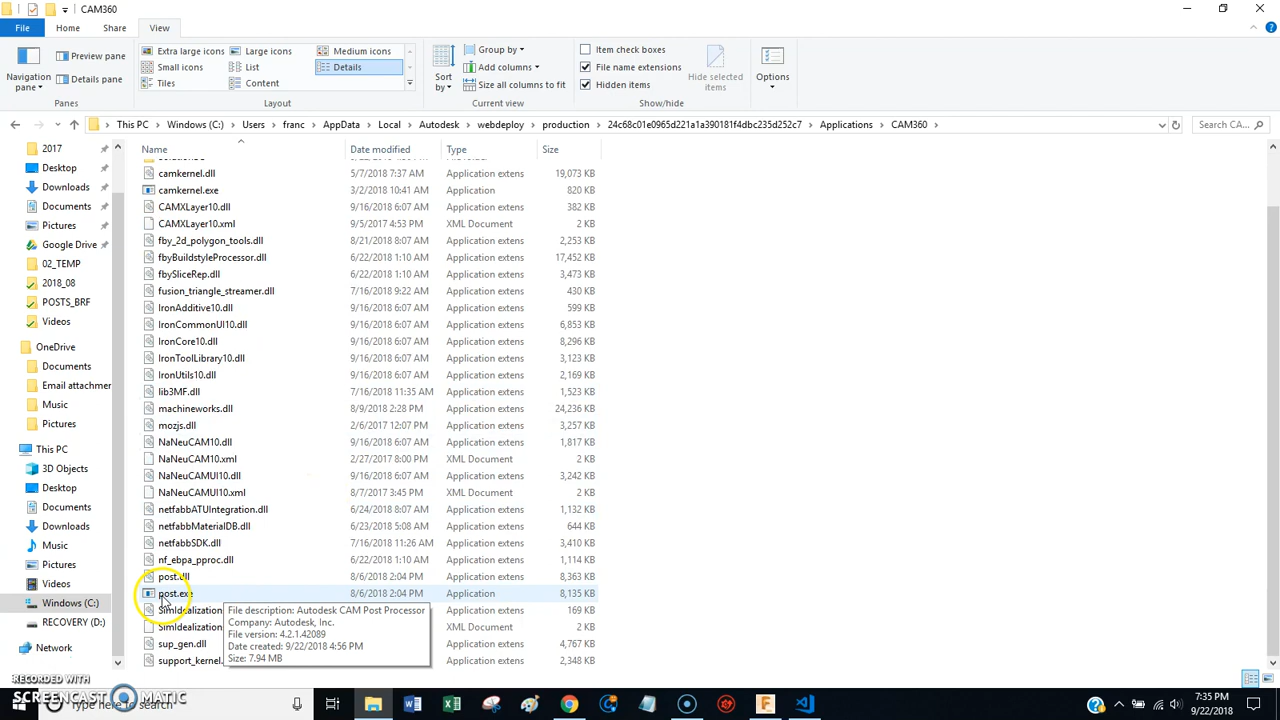 CAM360
File Home Share View
Navigation pane
Preview pane
Details pane
Panes
Extra large icons Large icons Medium icons
Small icons List Details
Tiles Content
Layout
Sort by
Group by
Add columns
Size all columns to fit
Current view
Item check boxes
File name extensions
Hidden items
Hide selected items
Show/hide
Options
This PC Windows (C:) Users franc AppData Local Autodesk webdeploy production 24c68c01e0965d221a1a390181f4dbc235d252c7 Applications CAM360
Search CA...
2017
Desktop
Downloads
Documents
Pictures
Google Drive
02_TEMP
2018_08
POSTS_BRF
Videos
OneDrive
Documents
Email attachmer
Music
Pictures
This PC
3D Objects
Desktop
Documents
Downloads
Music
Pictures
Videos
Windows (C:)
RECOVERY (D:)
Network
Name Date modified Type Size
camkernel.dll 5/7/2018 7:37 AM Application extens 19,073 KB
camkernel.exe 3/2/2018 10:41 AM Application 820 KB
CAMXLayer10.dll 9/16/2018 6:07 AM Application extens 382 KB
CAMXLayer10.xml 9/5/2017 4:53 PM XML Document 2 KB
fby_2d_polygon_tools.dll 8/21/2018 8:07 AM Application extens 2,253 KB
fbyBuildstyleProcessor.dll 6/22/2018 1:10 AM Application extens 17,452 KB
fbySliceRep.dll 6/22/2018 1:10 AM Application extens 3,473 KB
fusion_triangle_streamer.dll 7/16/2018 9:22 AM Application extens 430 KB
IronAdditive10.dll 9/16/2018 6:07 AM Application extens 599 KB
IronCommonUI10.dll 9/16/2018 6:07 AM Application extens 6,853 KB
IronCore10.dll 9/16/2018 6:07 AM Application extens 8,296 KB
IronToolLibrary10.dll 9/16/2018 6:07 AM Application extens 3,123 KB
IronUtils10.dll 9/16/2018 6:07 AM Application extens 2,169 KB
lib3MF.dll 7/16/2018 11:35 AM Application extens 1,523 KB
machineworks.dll 8/9/2018 2:28 PM Application extens 24,236 KB
mozjs.dll 2/6/2017 12:07 PM Application extens 3,257 KB
NaNeuCAM10.dll 9/16/2018 6:07 AM Application extens 1,817 KB
NaNeuCAM10.xml 2/27/2017 8:00 PM XML Document 2 KB
NaNeuCAMUI10.dll 9/16/2018 6:07 AM Application extens 3,242 KB
NaNeuCAMUI10.xml 8/7/2017 3:45 PM XML Document 2 KB
netfabbATUIntegration.dll 6/24/2018 8:07 AM Application extens 1,132 KB
netfabbMaterialDB.dll 6/23/2018 5:08 AM Application extens 644 KB
netfabbSDK.dll 7/16/2018 11:26 AM Application extens 3,410 KB
nf_ebpa_pproc.dll 6/22/2018 1:10 AM Application extens 1,114 KB
post.dll 8/6/2018 2:04 PM Application extens 8,363 KB
post.exe 8/6/2018 2:04 PM Application 8,135 KB
SimIdealization Application extens 169 KB
SimIdealization XML Document 2 KB
sup_gen.dll Application extens 4,767 KB
support_kernel. Application extens 2,348 KB
File description: Autodesk CAM Post Processor
Company: Autodesk, Inc.
File version: 4.2.1.42089
Date created: 9/22/2018 4:56 PM
Size: 7.94 MB
RECORDED WITH
SCREENCAST MATIC
Type here to search
7:35 PM
9/22/2018